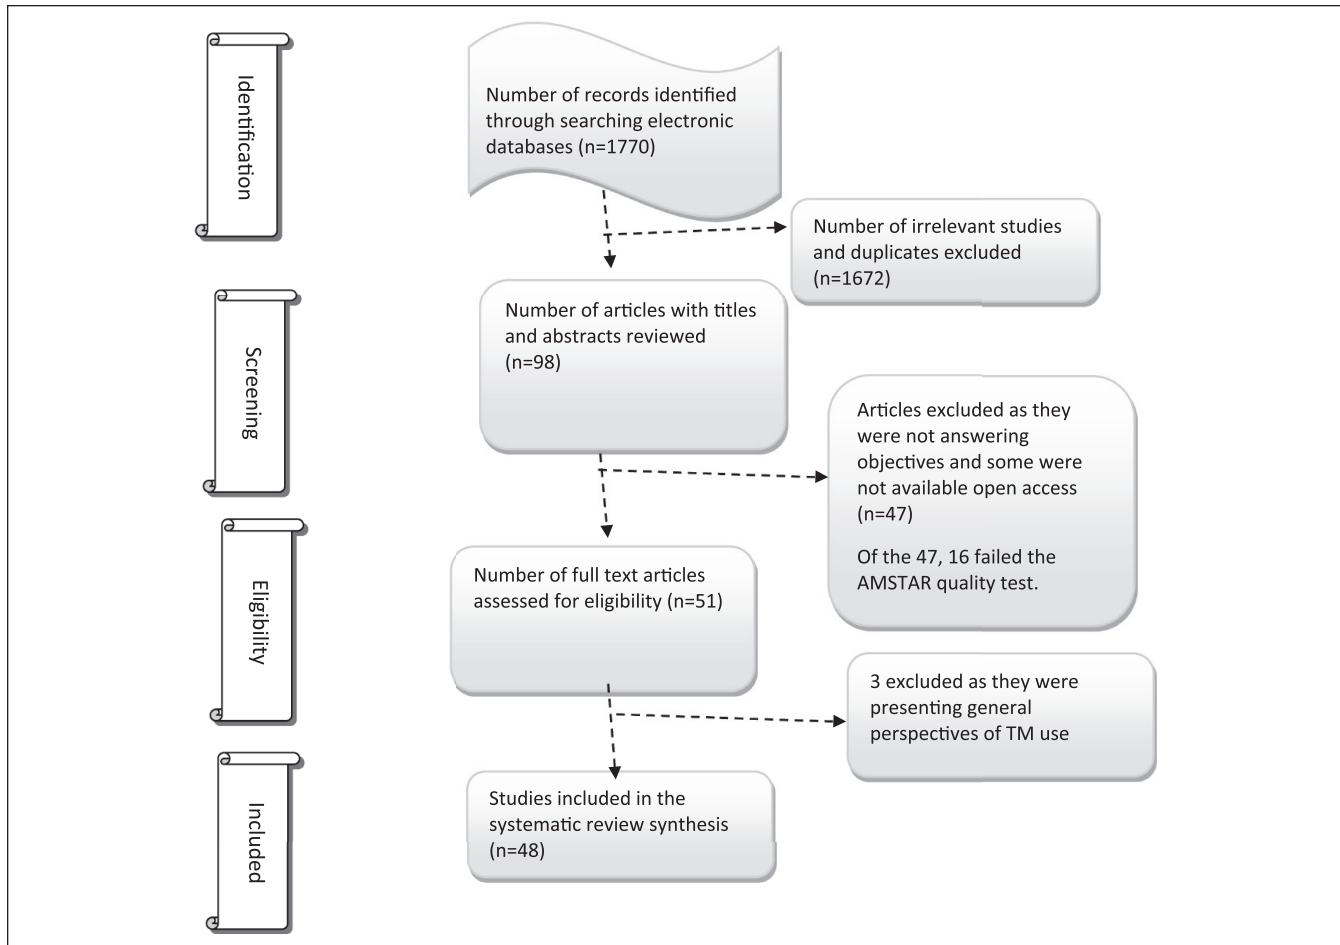 Identification
Number of records identified
through searching electronic
databases (n=1770)
Number of irrelevant studies
and duplicates excluded
(n=1672)
Screening
Number of articles with titles
and abstracts reviewed
(n=98)
Articles excluded as they
were not answering
objectives and some were
not available open access
(n=47)
Of the 47, 16 failed the
AMSTAR quality test.
Eligibility
Number of full text articles
assessed for eligibility (n=51)
3 excluded as they were
presenting general
perspectives of TM use
Included
Studies included in the
systematic review synthesis
(n=48)